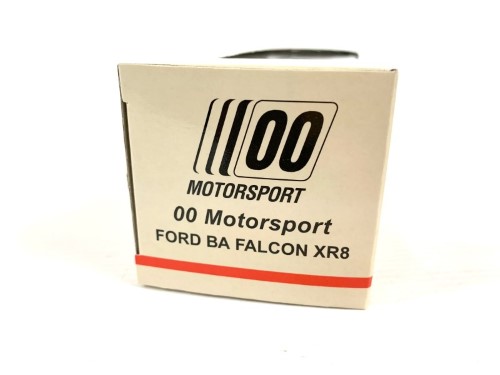 00
MOTORSPORT
00 Motorsport
FORD BA FALCON XR8